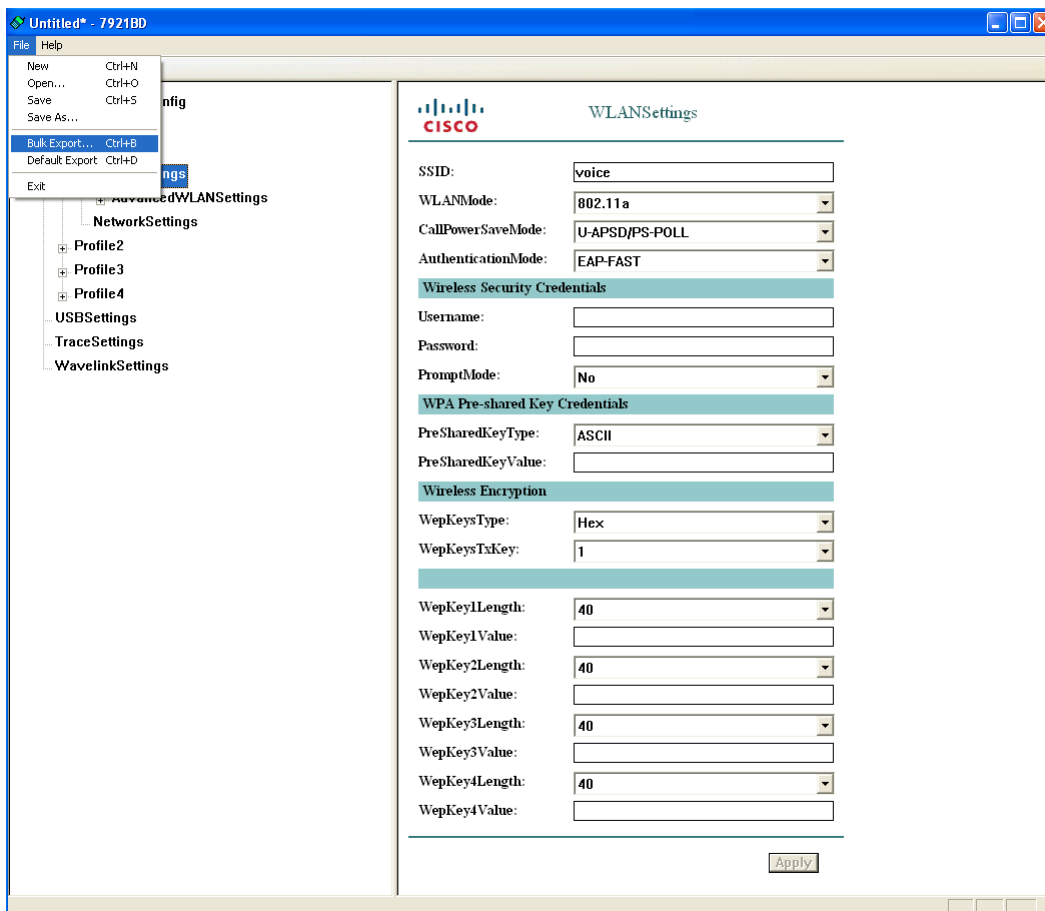 Untitled* - 7921BD
File Help
New Ctrl+N
Open... Ctrl+O
Save Ctrl+S
Save As...
Bulk Export... Ctrl+B
Default Export Ctrl+D
Exit
nfig
ngs
AdvancedWLANSettings
NetworkSettings
Profile2
Profile3
Profile4
USBSettings
TraceSettings
WavelinkSettings
CISCO
WLANSettings
SSID: voice
WLANMode: 802.11a
CallPowerSaveMode: U-APSD/PS-POLL
AuthenticationMode: EAP-FAST
Wireless Security Credentials
Username:
Password:
PromptMode: No
WPA Pre-shared Key Credentials
PreSharedKeyType: ASCII
PreSharedKeyValue:
Wireless Encryption
WepKeysType: Hex
WepKeysTxKey: 1
WepKey1Length: 40
WepKey1Value:
WepKey2Length: 40
WepKey2Value:
WepKey3Length: 40
WepKey3Value:
WepKey4Length: 40
WepKey4Value:
Apply